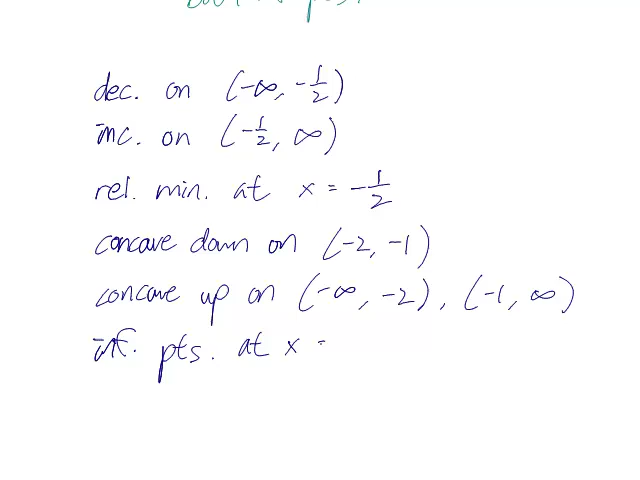 dec. on (-∞, -1/2)
inc. on (-1/2, ∞)
rel. min. at x = -1/2
concave down on (-2, -1)
concave up on (-∞, -2), (-1, ∞)
inf. pts. at x =